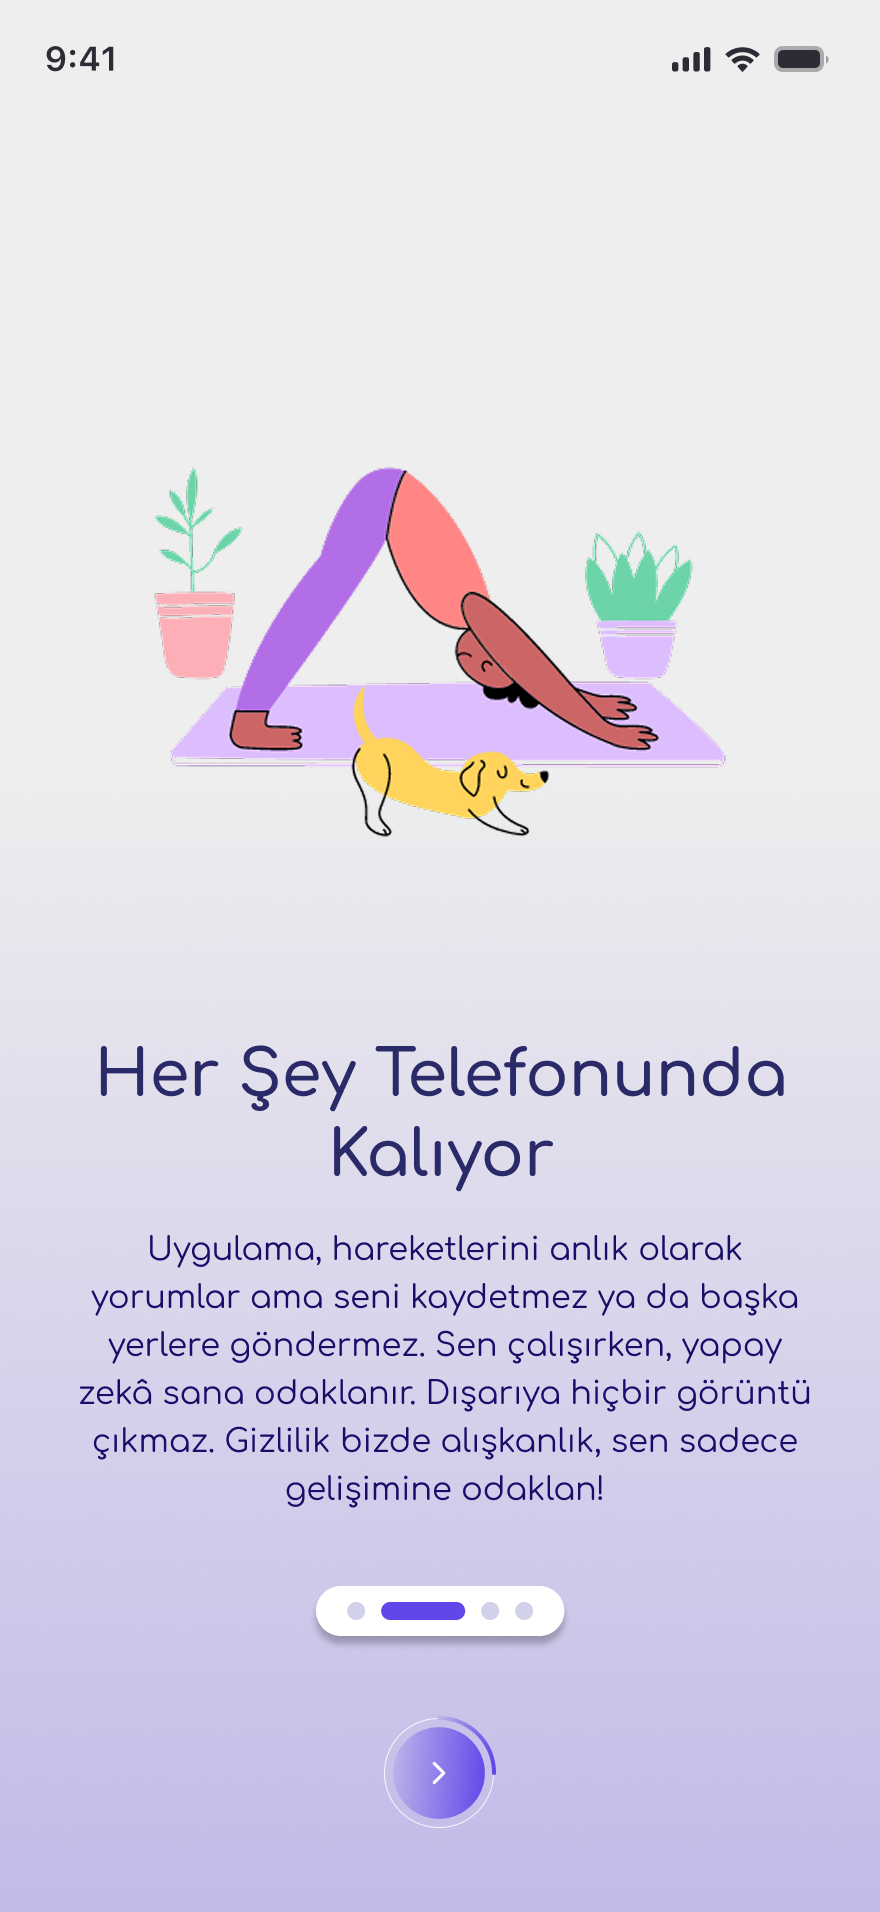 9:41
Her Şey Telefonunda
Kalıyor
Uygulama, hareketlerini anlık olarak
yorumlar ama seni kaydetmez ya da başka
yerlere göndermez. Sen çalışırken, yapay
zekâ sana odaklanır. Dışarıya hiçbir görüntü
çıkmaz. Gizlilik bizde alışkanlık, sen sadece
gelişimine odaklan!